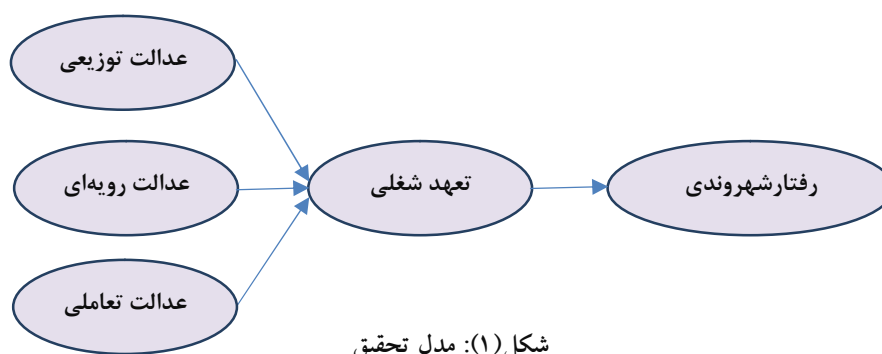 عدالت توزیعی
عدالت رویه‌ای
تعهد شغلی
رفتارشهروندی
عدالت تعاملی
شکل(۱): مدل تحقیق